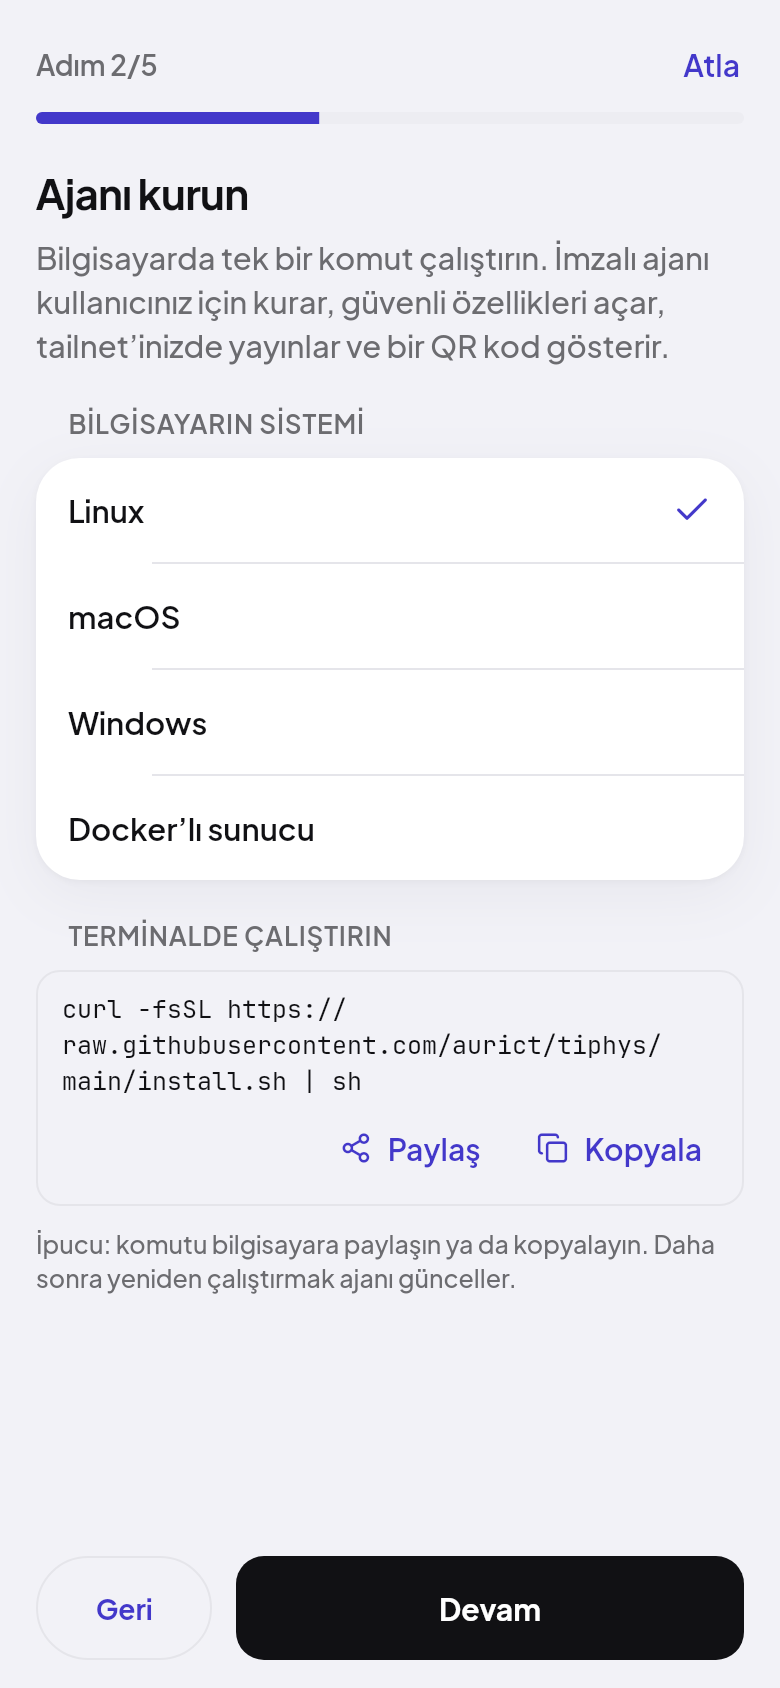 Adım 2/5
Atla
Ajanı kurun
Bilgisayarda tek bir komut çalıştırın. İmzalı ajanı
kullanıcınız için kurar, güvenli özellikleri açar,
tailnet’inizde yayınlar ve bir QR kod gösterir.
BİLGİSAYARIN SİSTEMİ
Linux
macOS
Windows
Docker’lı sunucu
TERMİNALDE ÇALIŞTIRIN
curl -fsSL https://
raw.githubusercontent.com/aurict/tiphys/
main/install.sh | sh
Paylaş
Kopyala
İpucu: komutu bilgisayara paylaşın ya da kopyalayın. Daha
sonra yeniden çalıştırmak ajanı günceller.
Geri
Devam